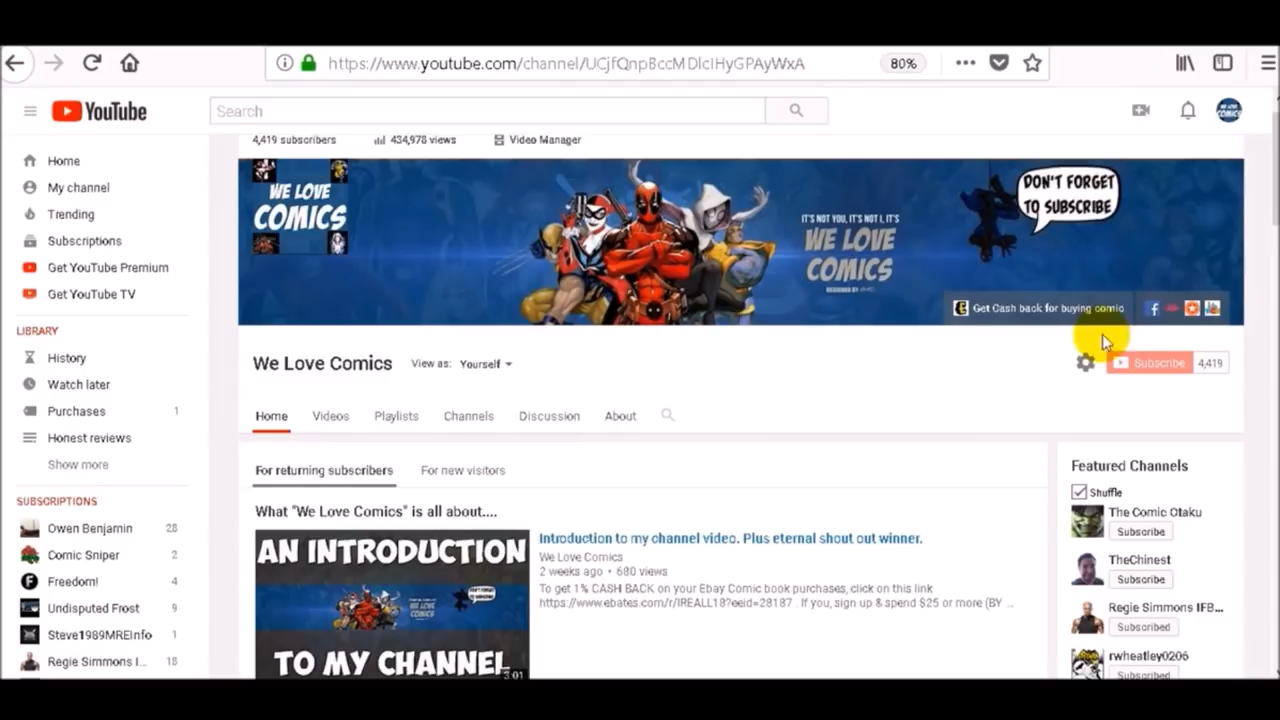 https://www.youtube.com/channel/UCjfQnpBccMDlcIHyGPAyWxA
80%
YouTube
Search
WE LOVE COMICS
4,419 subscribers
434,978 views
Video Manager
Home
My channel
Trending
Subscriptions
Get YouTube Premium
Get YouTube TV
LIBRARY
History
Watch later
Purchases 1
Honest reviews
Show more
SUBSCRIPTIONS
Owen Benjamin 28
Comic Sniper 2
Freedom! 4
Undisputed Frost 9
Steve1989MREInfo 1
Regie Simmons I... 18
WE LOVE
COMICS
IT'S NOT YOU, IT'S NOT I, IT'S
WE LOVE
COMICS
DESIGNED BY
DON'T FORGET
TO SUBSCRIBE
Get Cash back for buying comic
We Love Comics
View as: Yourself
Subscribe 4,419
Home
Videos
Playlists
Channels
Discussion
About
For returning subscribers
For new visitors
What "We Love Comics" is all about....
AN INTRODUCTION
TO MY CHANNEL
3:01
Introduction to my channel video. Plus eternal shout out winner.
We Love Comics
2 weeks ago • 680 views
To get 1% CASH BACK on your Ebay Comic book purchases, click on this link
https://www.ebates.com/r/IREALL18?eeid=28187 . If you, sign up & spend $25 or more (BY ...
Featured Channels
Shuffle
The Comic Otaku
Subscribe
TheChinest
Subscribe
Regie Simmons IFB...
Subscribed
rwheatley0206
Subscribed